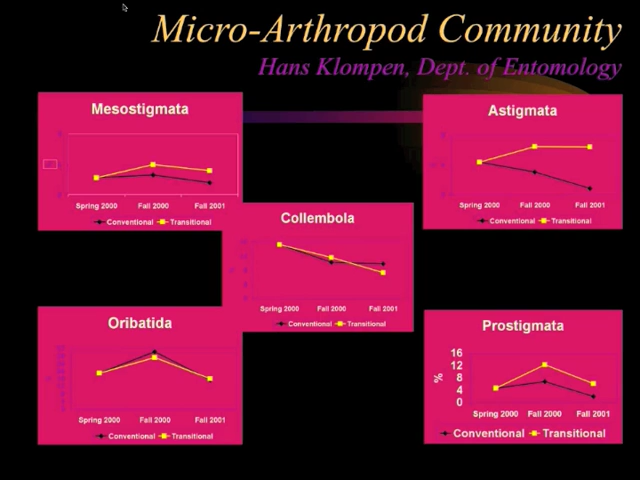 Micro-Arthropod Community
Hans Klompen, Dept. of Entomology
Mesostigmata
Spring 2000 Fall 2000 Fall 2001
Conventional Transitional
Astigmata
Spring 2000 Fall 2000 Fall 2001
Conventional Transitional
Collembola
Spring 2000 Fall 2000 Fall 2001
Conventional Transitional
Oribatida
Spring 2000 Fall 2000 Fall 2001
Conventional Transitional
Prostigmata
%
16
12
8
4
0
Spring 2000 Fall 2000 Fall 2001
Conventional Transitional